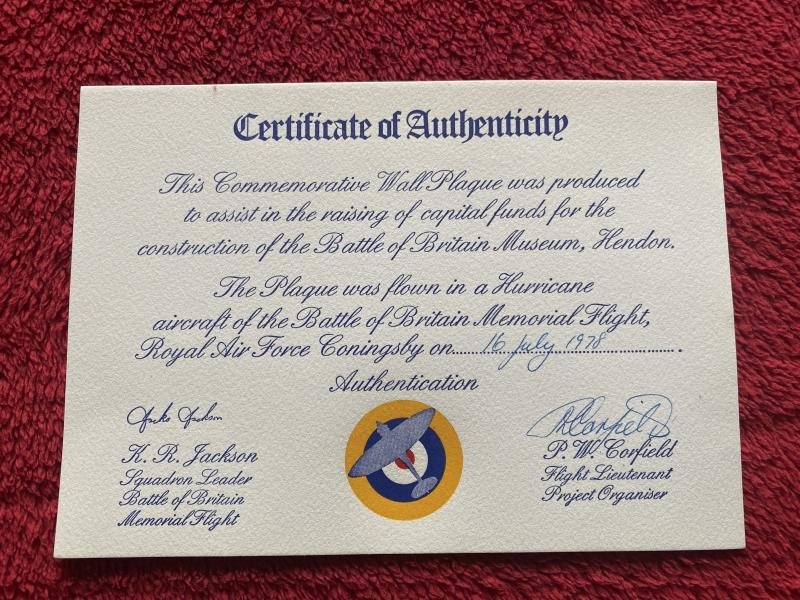 Certificate of Authenticity
This Commemorative Wall Plaque was produced
to assist in the raising of capital funds for the
construction of the Battle of Britain Museum, Hendon.
The Plaque was flown in a Hurricane
aircraft of the Battle of Britain Memorial Flight,
Royal Air Force Coningsby on 16 July 1978.
Authentication
K. R. Jackson
Squadron Leader
Battle of Britain
Memorial Flight
P. W. Corfield
Flight Lieutenant
Project Organiser